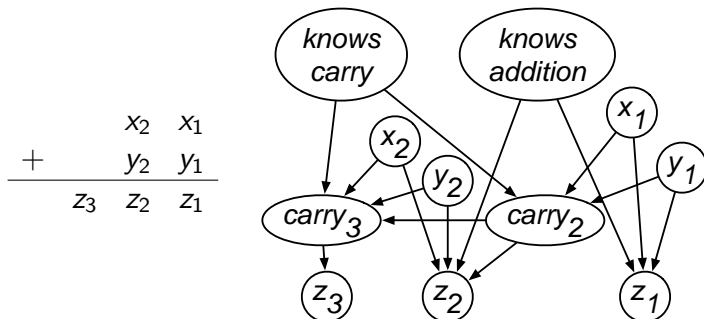 x₂ x₁
+ y₂ y₁
z₃ z₂ z₁
knows
carry
knows
addition
x₁
x₂
y₁
y₂
carry₃
carry₂
z₃
z₂
z₁